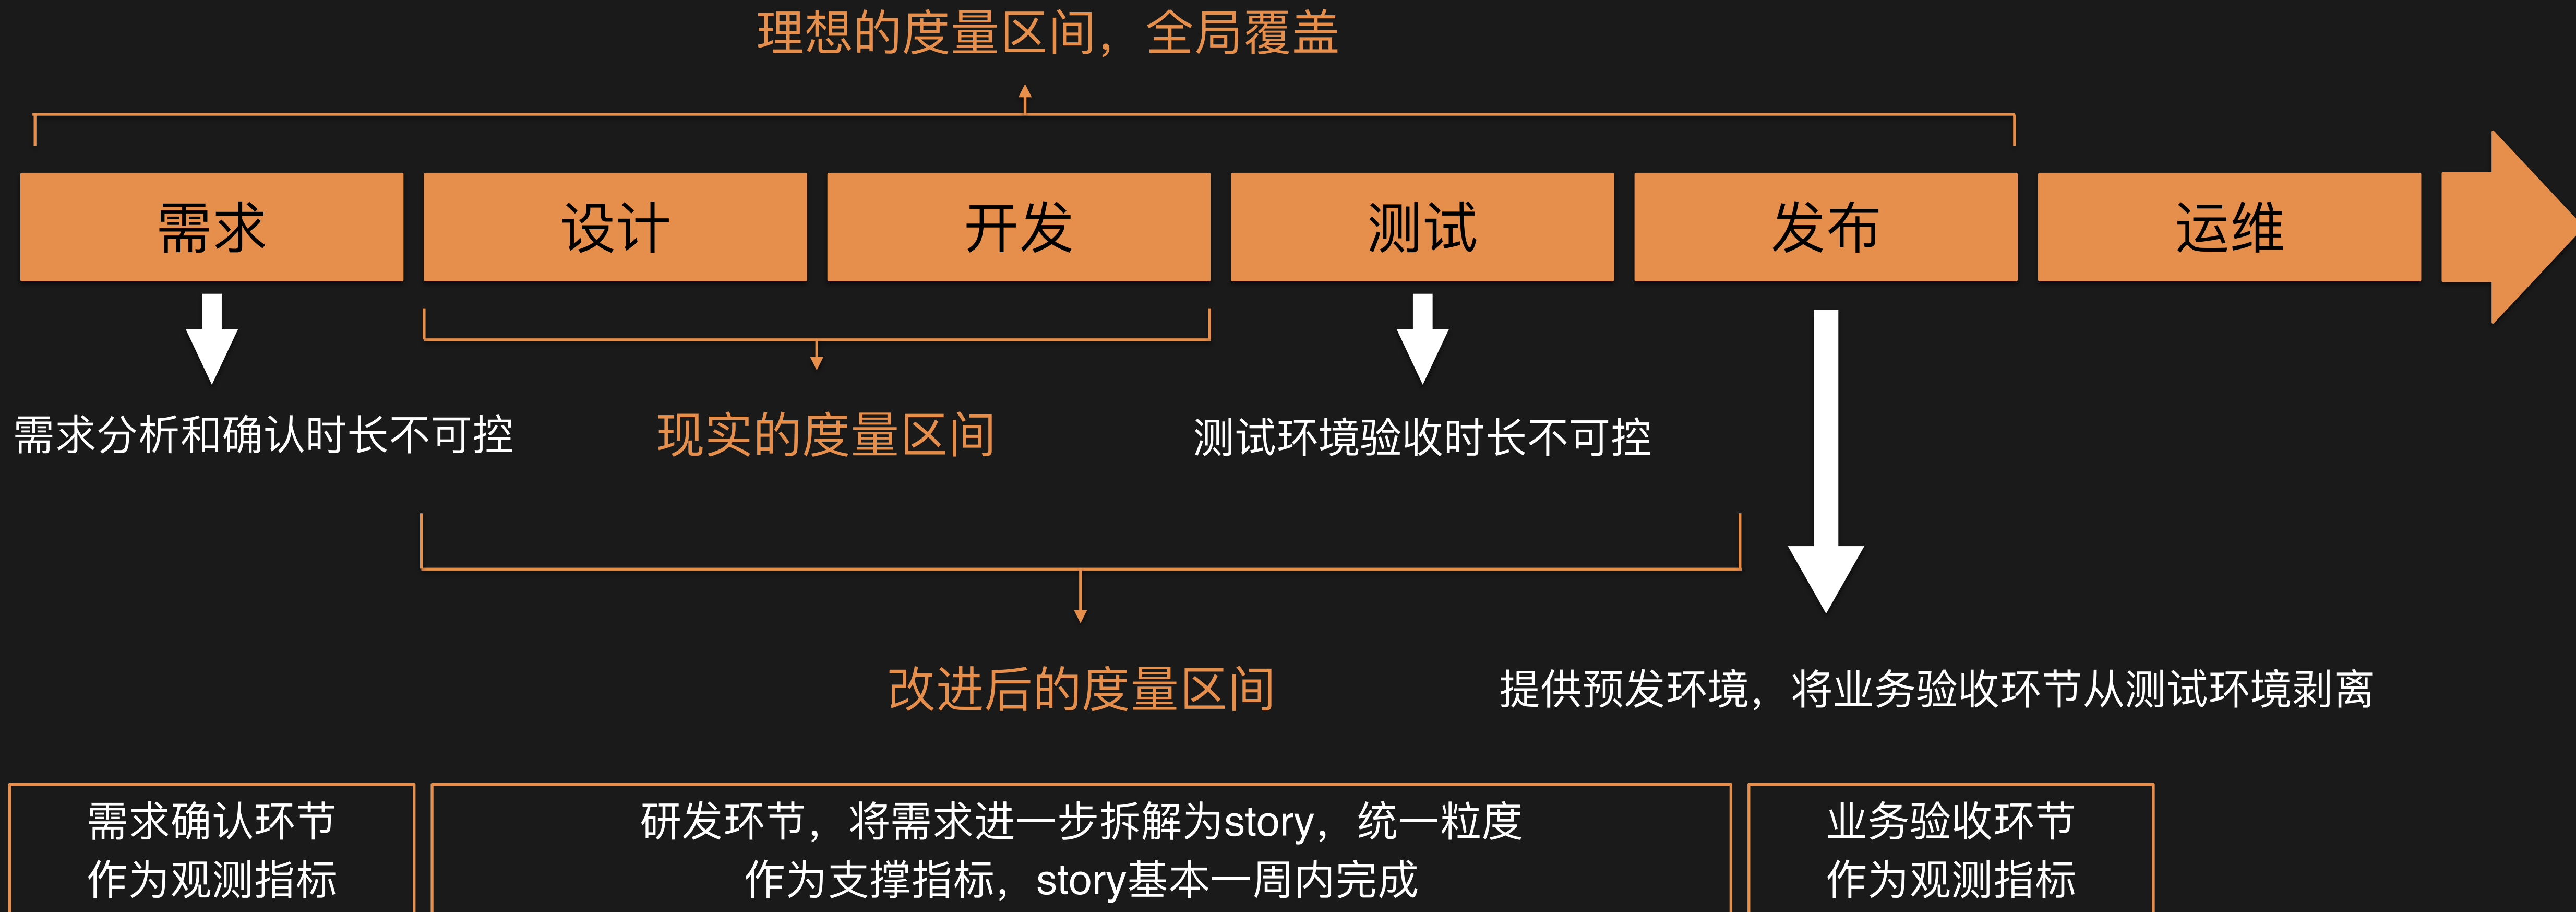 理想的度量区间，全局覆盖
需求
设计
开发
测试
发布
运维
需求分析和确认时长不可控
现实的度量区间
测试环境验收时长不可控
改进后的度量区间
提供预发环境，将业务验收环节从测试环境剥离
需求确认环节
作为观测指标
研发环节，将需求进一步拆解为story，统一粒度
作为支撑指标，story基本一周内完成
业务验收环节
作为观测指标